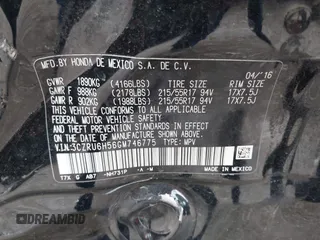 MFD. BY HONDA DE MEXICO S.A. DE C.V. 04/'16
GVWR 1890KG (4166LBS) TIRE SIZE RIM SIZE
GAWR F 988KG (2178LBS) 215/55R17 94V 17X7.5J
GAWR R 902KG (1988LBS) 215/55R17 94V 17X7.5J
THIS VEHICLE CONFORMS TO ALL APPLICABLE
FEDERAL MOTOR VEHICLE SAFETY AND THEFT PREVENTION
STANDARDS IN EFFECT ON THE DATE OF MANUFACTURE SHOWN ABOVE.
V.I.N:3CZRU6H56GM746775 TYPE: MPV
T7X G AB7 -NH731P -A -M MADE IN MEXICO
DREAMBID